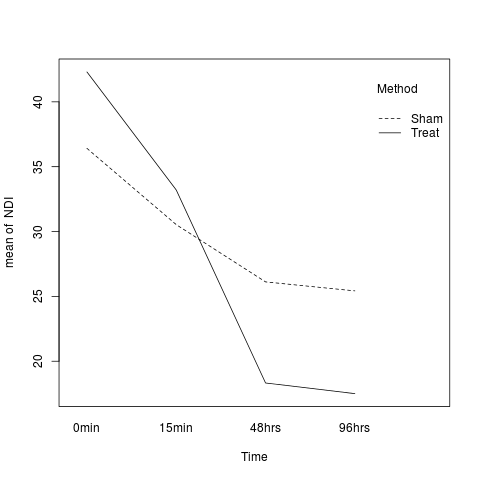 Method
Sham
Treat
mean of NDI
40
35
30
25
20
0min 15min 48hrs 96hrs
Time